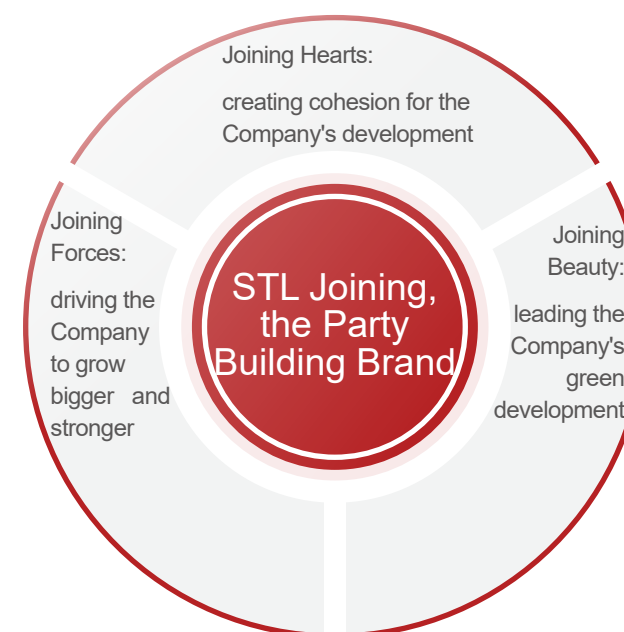 Joining Hearts:
creating cohesion for the
Company's development
Joining
Forces:
driving the
Company
to grow
bigger and
stronger
STL Joining,
the Party
Building Brand
Joining
Beauty:
leading the
Company's
green
development